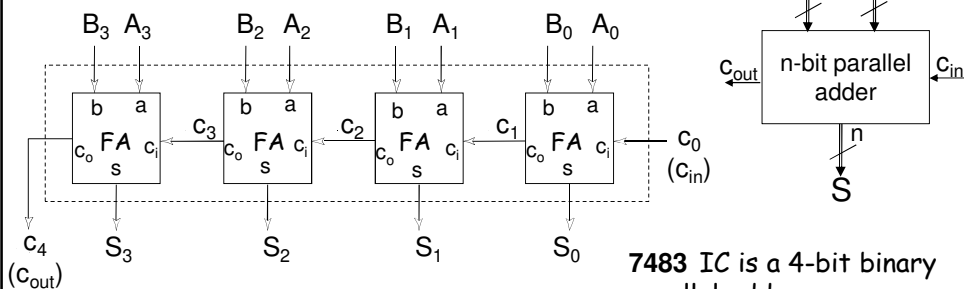 B₃ A₃ B₂ A₂ B₁ A₁ B₀ A₀
b a b a b a b a
cₒ FA cᵢ c₃ cₒ FA cᵢ c₂ cₒ FA cᵢ c₁ cₒ FA cᵢ c₀
s s s s (cᵢₙ)
c₄ S₃ S₂ S₁ S₀
(cₒᵤₜ)
cₒᵤₜ n-bit parallel cᵢₙ
adder
n
S
7483 IC is a 4-bit binary